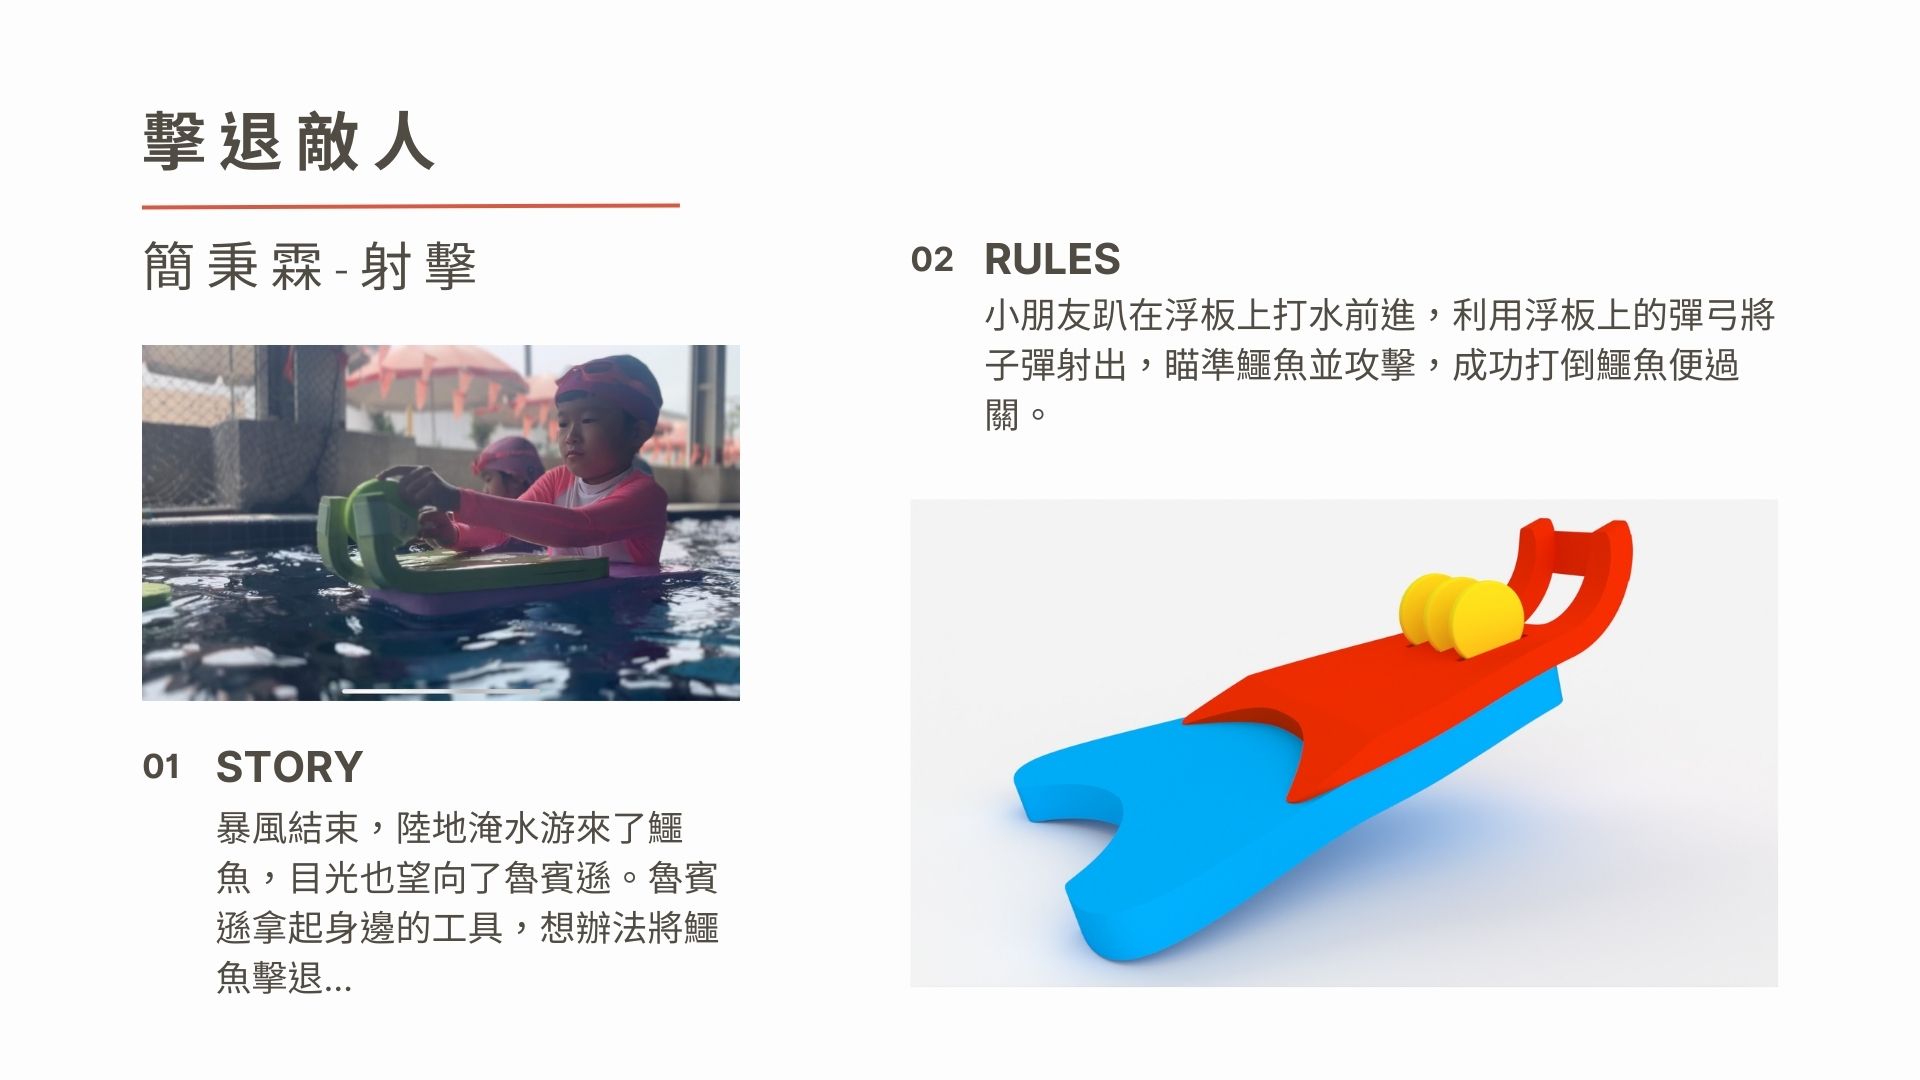 擊退敵人
簡秉霖-射擊
01 STORY
暴風結束，陸地淹水游來了鱷
魚，目光也望向了魯賓遜。魯賓
遜拿起身邊的工具，想辦法將鱷
魚擊退...
02 RULES
小朋友趴在浮板上打水前進，利用浮板上的彈弓將
子彈射出，瞄準鱷魚並攻擊，成功打倒鱷魚便過
關。